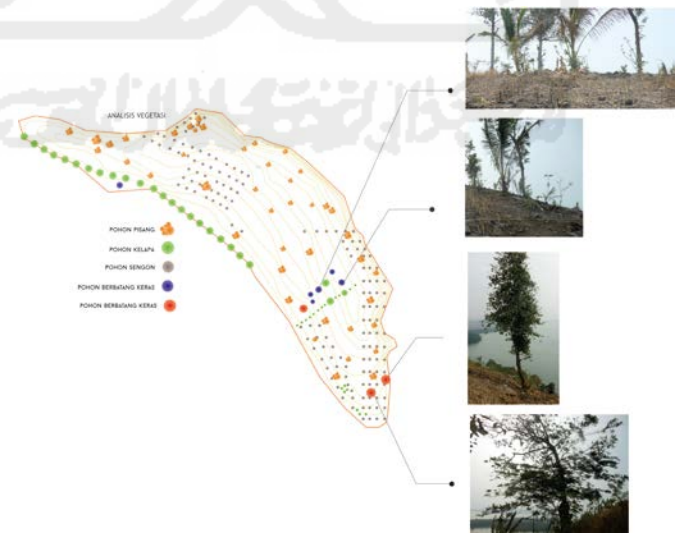 ANALISIS VEGETASI
POHON PISANG
POHON KELAPA
POHON SENGON
POHON BERBATANG KERAS
POHON BERBATANG KERAS